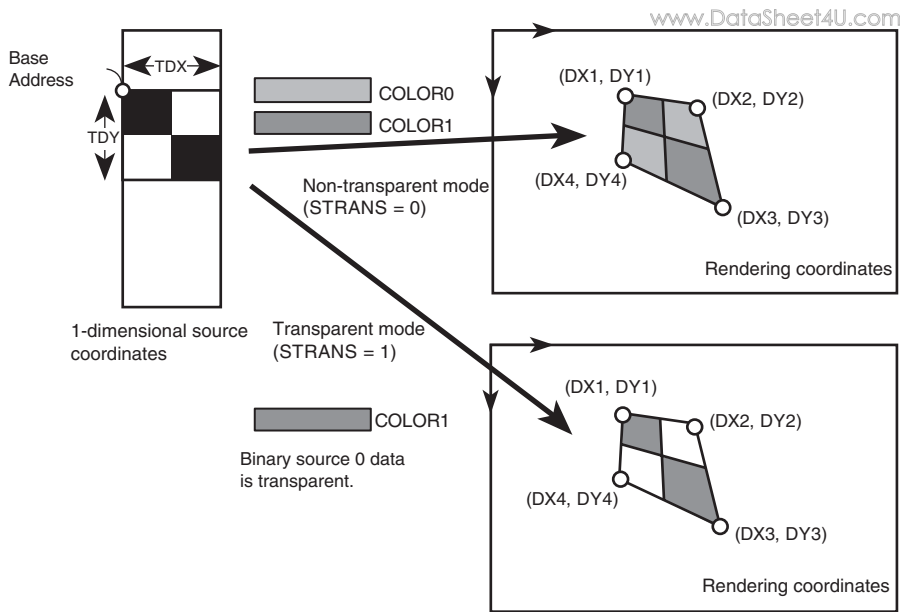 www.DataSheet4U.com
Base
Address
TDX
TDY
COLOR0
COLOR1
Non-transparent mode
(STRANS = 0)
(DX1, DY1)
(DX2, DY2)
(DX4, DY4)
(DX3, DY3)
Rendering coordinates
1-dimensional source
coordinates
Transparent mode
(STRANS = 1)
COLOR1
Binary source 0 data
is transparent.
(DX1, DY1)
(DX2, DY2)
(DX4, DY4)
(DX3, DY3)
Rendering coordinates